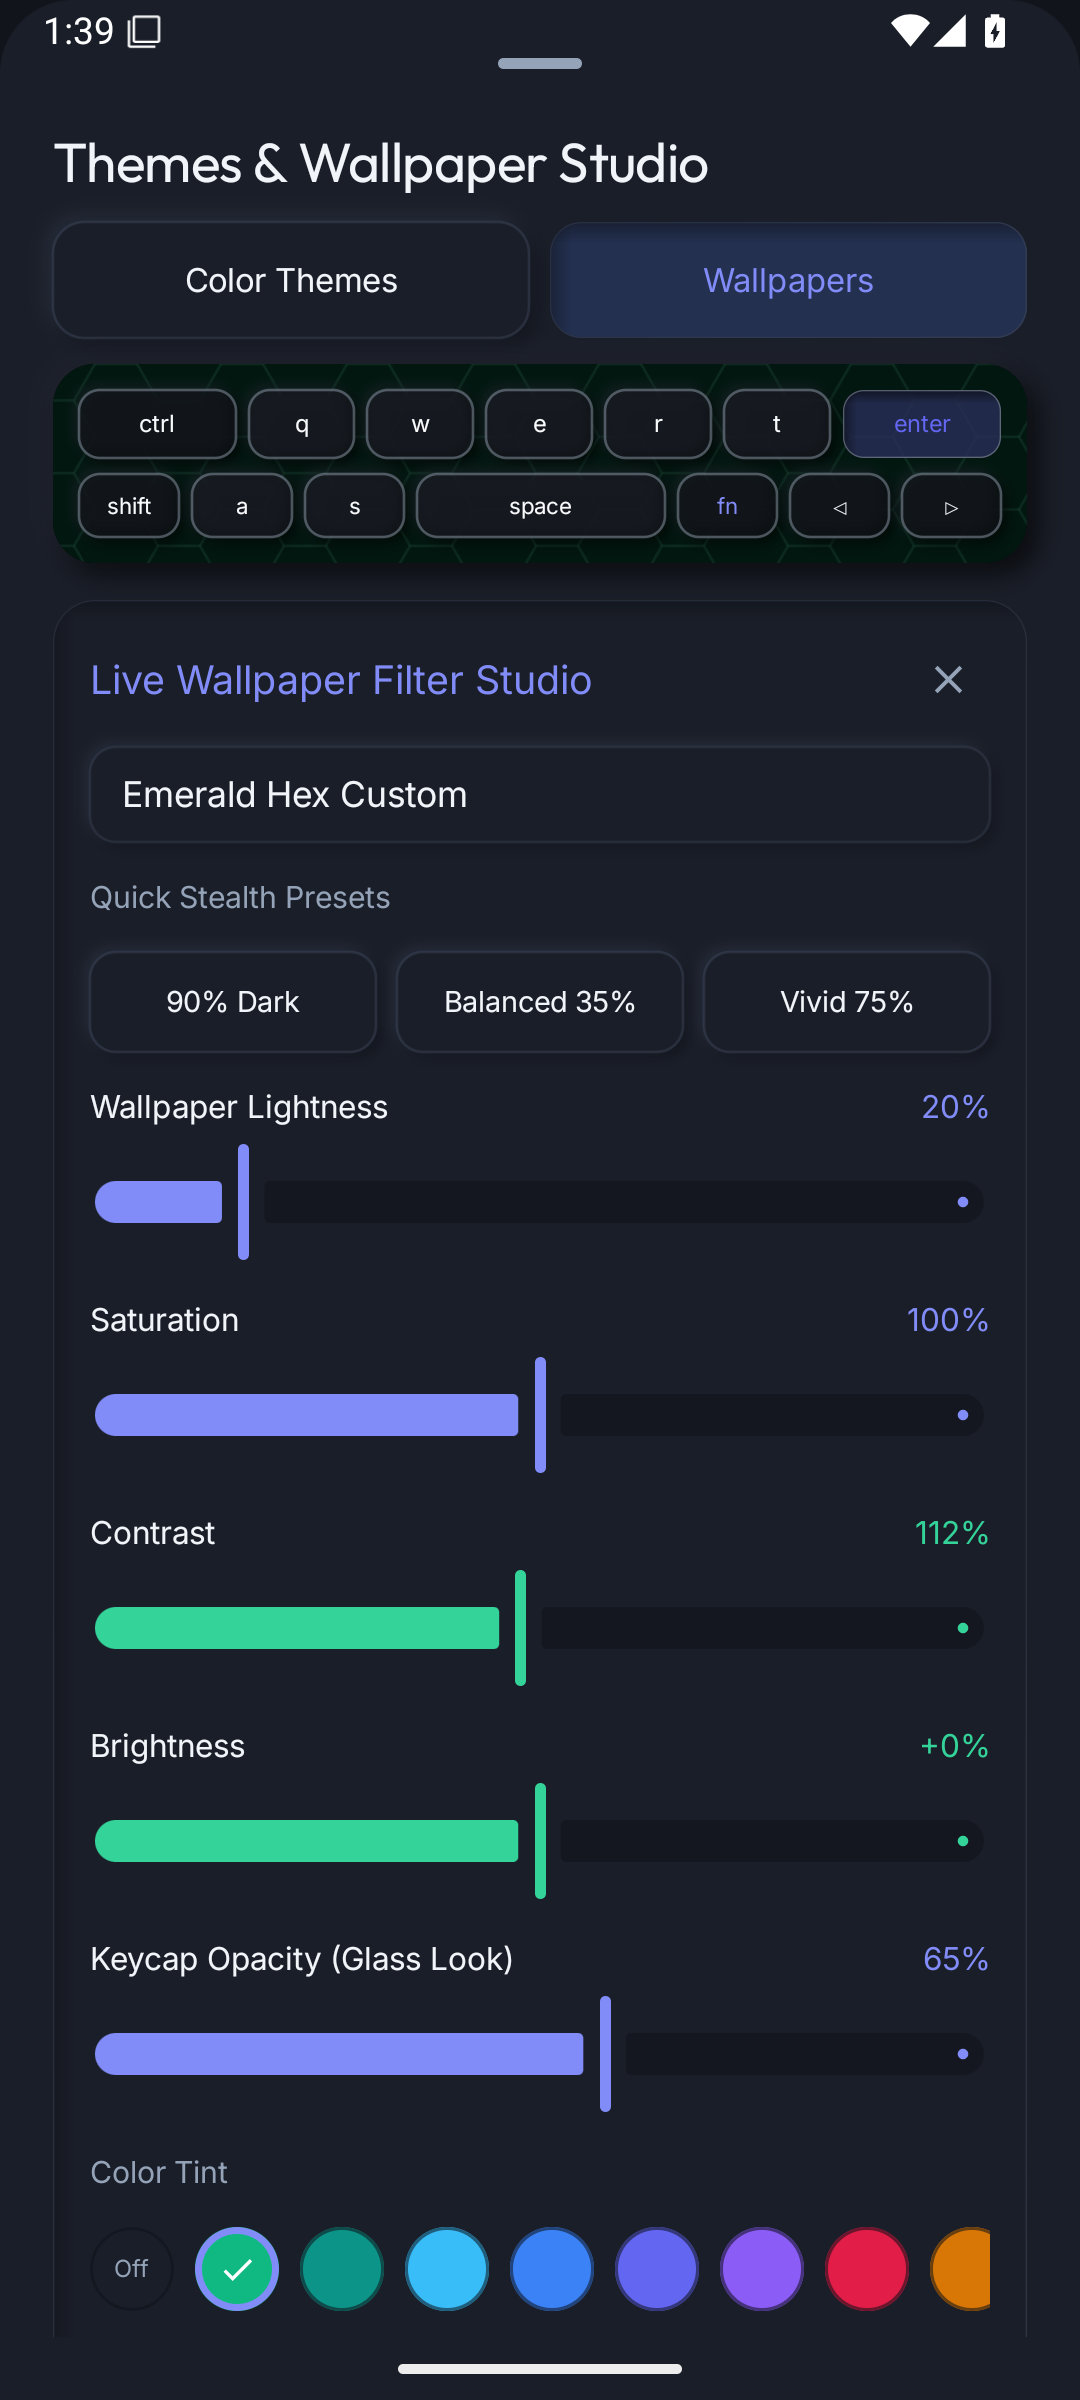 1:39
Themes & Wallpaper Studio
Color Themes
Wallpapers
ctrl q w e r t enter
shift a s space fn ◁ ▷
Live Wallpaper Filter Studio
Emerald Hex Custom
Quick Stealth Presets
90% Dark
Balanced 35%
Vivid 75%
Wallpaper Lightness 20%
Saturation 100%
Contrast 112%
Brightness +0%
Keycap Opacity (Glass Look) 65%
Color Tint
Off